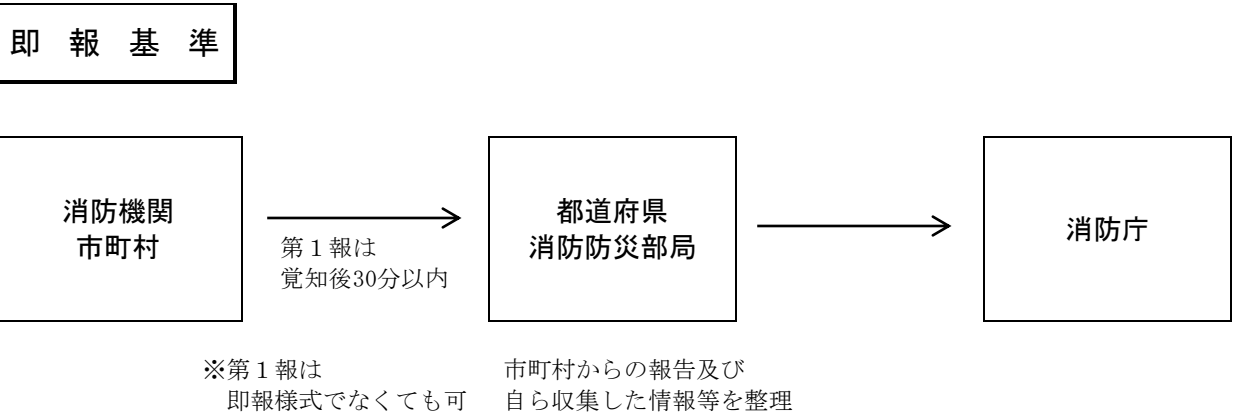 即 報 基 準
消防機関
市町村
第１報は
覚知後30分以内
都道府県
消防防災部局
消防庁
※第１報は
即報様式でなくても可
市町村からの報告及び
自ら収集した情報等を整理